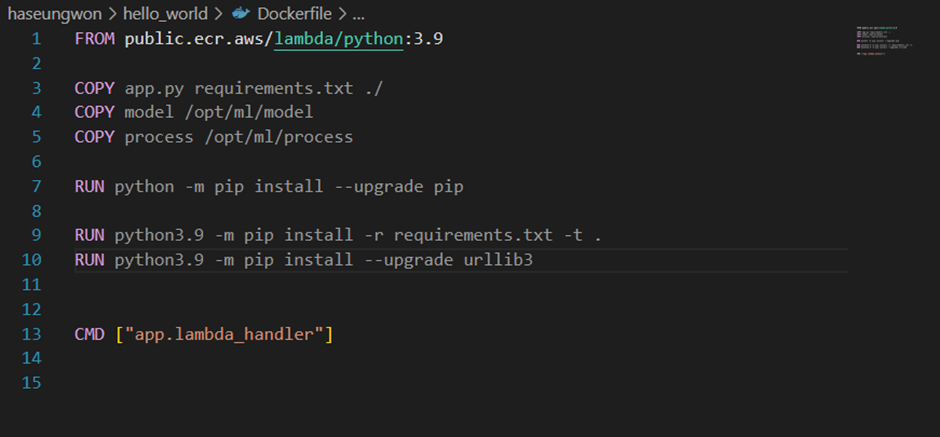 haseungwon > hello_world > Dockerfile > ...
1 FROM public.ecr.aws/lambda/python:3.9
2
3 COPY app.py requirements.txt ./
4 COPY model /opt/ml/model
5 COPY process /opt/ml/process
6
7 RUN python -m pip install --upgrade pip
8
9 RUN python3.9 -m pip install -r requirements.txt -t .
10 RUN python3.9 -m pip install --upgrade urllib3
11
12
13 CMD ["app.lambda_handler"]
14
15